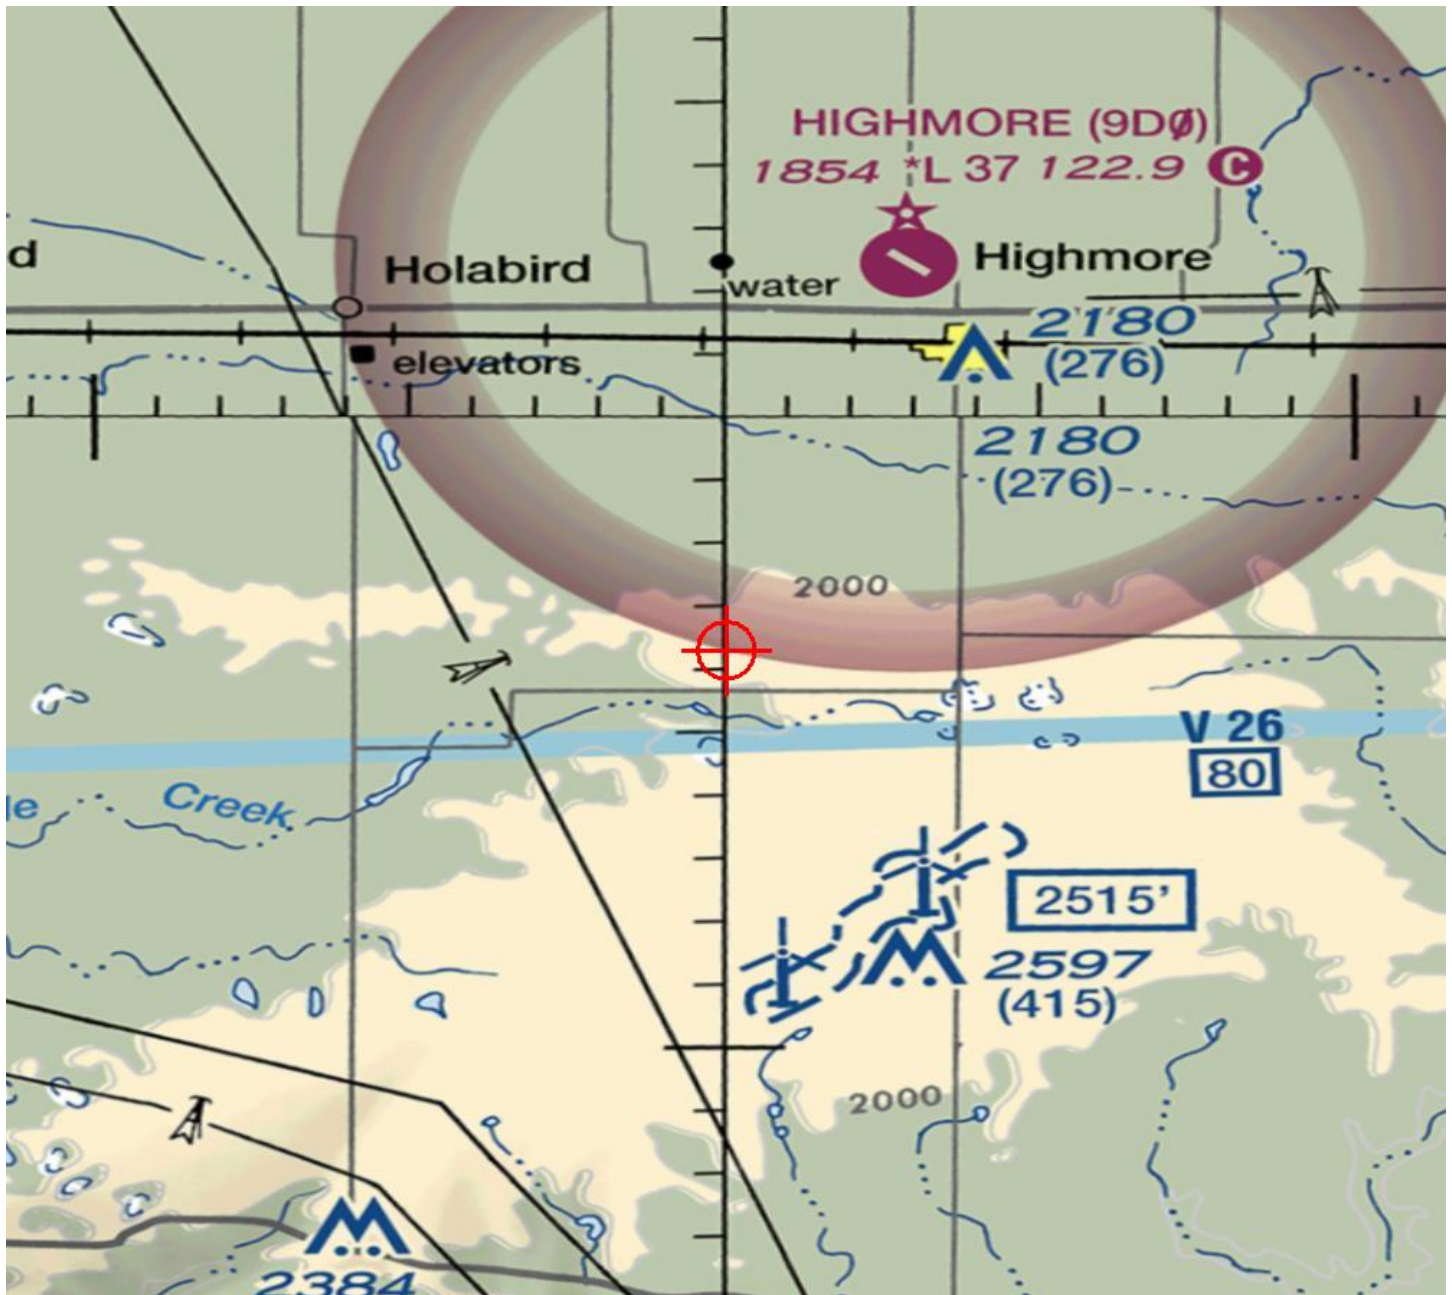 HIGHMORE (9DØ)
1854 *L 37 122.9 C
d
Holabird
water
Highmore
elevators
2180
(276)
2180
(276)
2000
V 26
80
Creek
2515'
2597
(415)
2000
2384